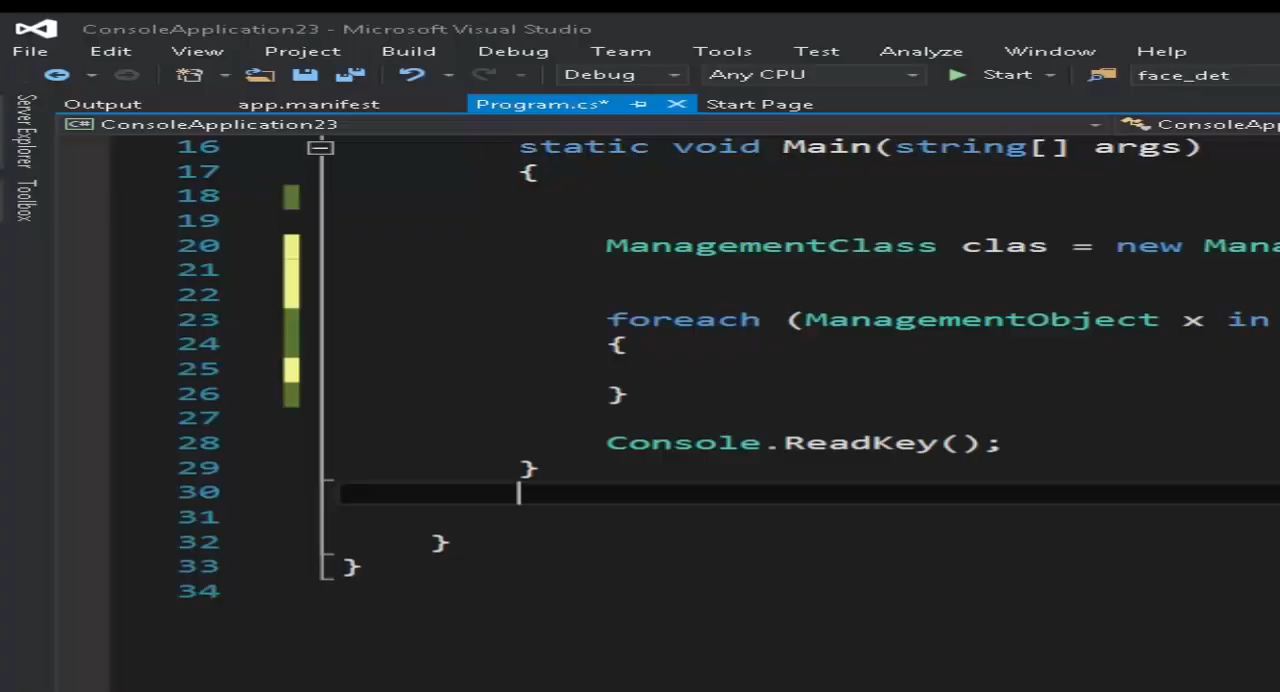 ConsoleApplication23 - Microsoft Visual Studio
File Edit View Project Build Debug Team Tools Test Analyze Window Help
Debug Any CPU Start face_det
Output app.manifest Program.cs* Start Page
C# ConsoleApplication23 ConsoleApp
Server Explorer
Toolbox
16 static void Main(string[] args)
17 {
18
19
20 ManagementClass clas = new Mana
21
22
23 foreach (ManagementObject x in
24 {
25
26 }
27
28 Console.ReadKey();
29 }
30
31
32 }
33 }
34